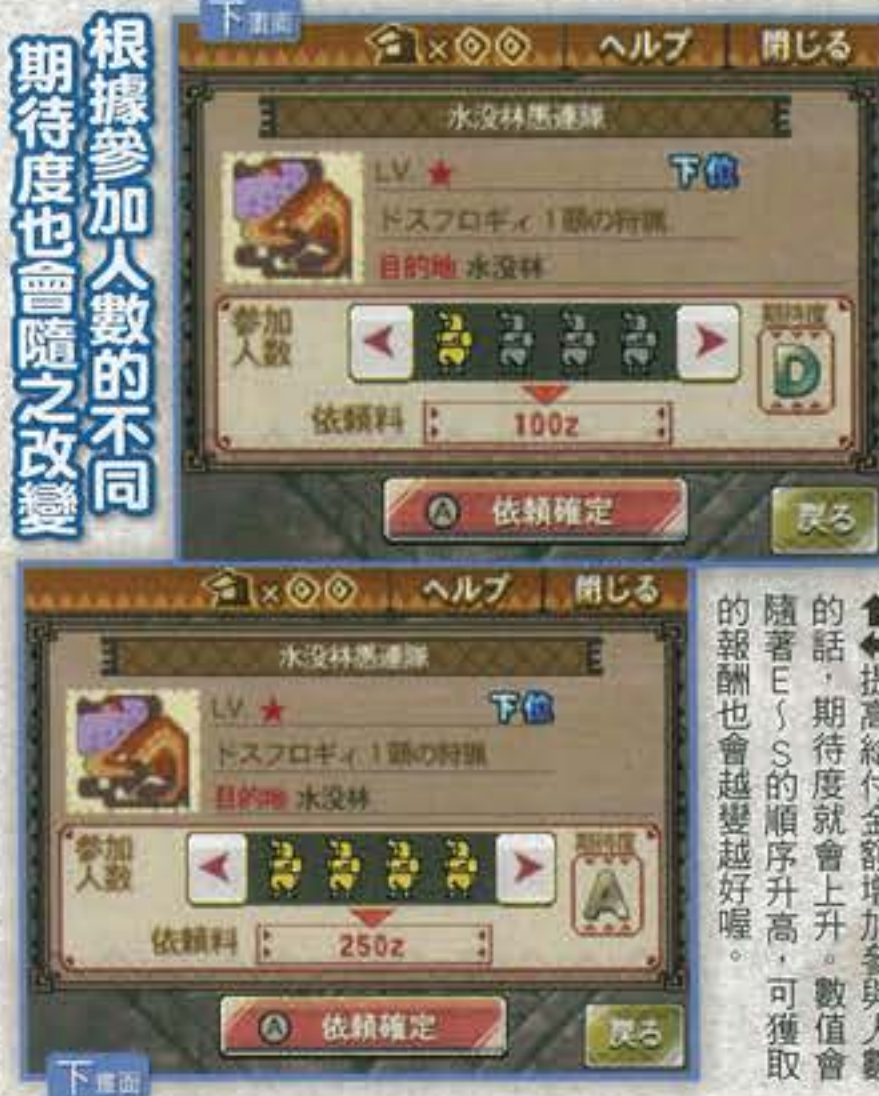 根據參加人數的不同
期待度也會隨之改變
下畫面
× ヘルプ 閉じる
水没林愚連隊
LV ★ 下位
ドスフロギィ1頭の狩猟
目的地 水没林
参加
人数
期待度
D
依頼料 100z
A 依頼確定
戻る
× ヘルプ 閉じる
水没林愚連隊
LV ★ 下位
ドスフロギィ1頭の狩猟
目的地 水没林
参加
人数
期待度
A
依頼料 250z
A 依頼確定
戻る
下畫面
⬆⬅提高給付金額增加參與人數
的話,期待度就會上升。數值會
隨著E~S的順序升高,可獲取
的報酬也會越變越好喔。